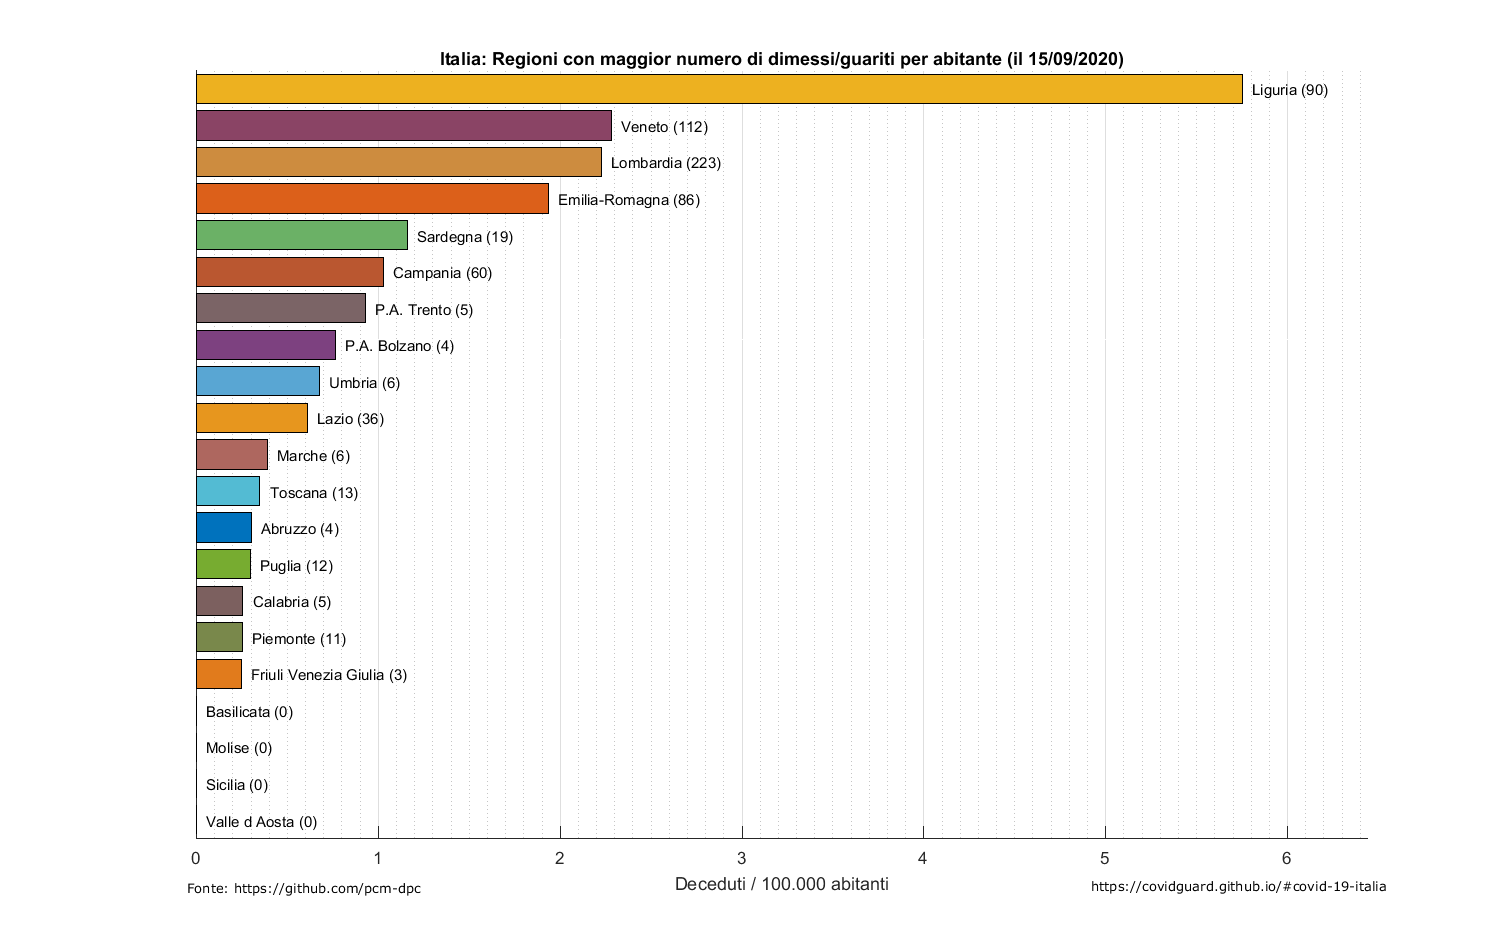 Italia: Regioni con maggior numero di dimessi/guariti per abitante (il 15/09/2020)
Liguria (90)
Veneto (112)
Lombardia (223)
Emilia-Romagna (86)
Sardegna (19)
Campania (60)
P.A. Trento (5)
P.A. Bolzano (4)
Umbria (6)
Lazio (36)
Marche (6)
Toscana (13)
Abruzzo (4)
Puglia (12)
Calabria (5)
Piemonte (11)
Friuli Venezia Giulia (3)
Basilicata (0)
Molise (0)
Sicilia (0)
Valle d Aosta (0)
0 1 2 3 4 5 6
Deceduti / 100.000 abitanti
Fonte: https://github.com/pcm-dpc
https://covidguard.github.io/#covid-19-italia